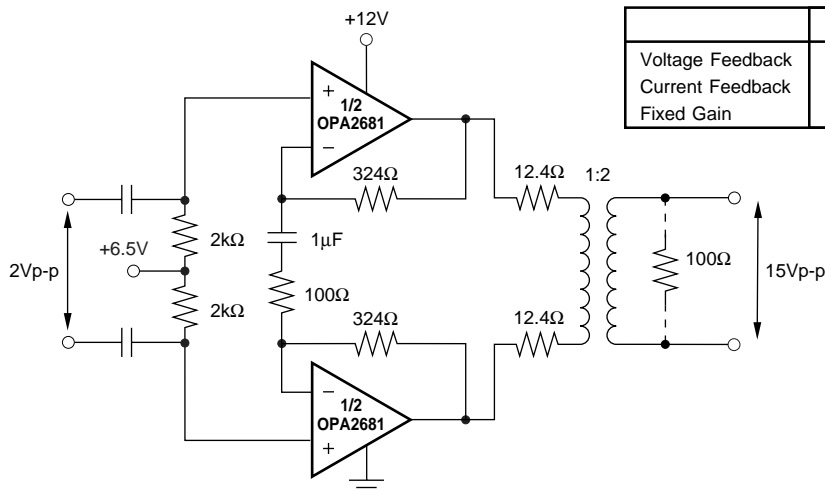 +12V
Voltage Feedback
Current Feedback
Fixed Gain
+
1/2
OPA2681
−
324Ω
12.4Ω
1:2
+6.5V
2kΩ
1µF
2Vp-p
100Ω
15Vp-p
2kΩ
100Ω
324Ω
12.4Ω
−
1/2
OPA2681
+